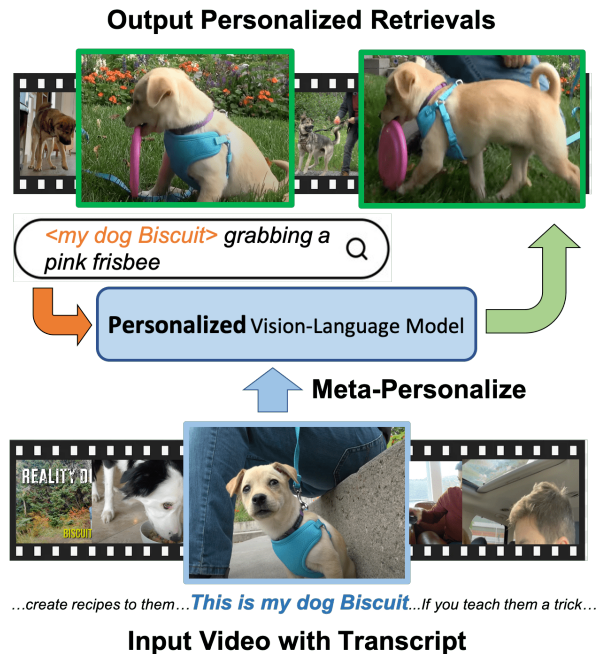 Output Personalized Retrievals
<my dog Biscuit> grabbing a
pink frisbee
Personalized Vision-Language Model
Meta-Personalize
REALITY DI
BISCUIT
…create recipes to them…This is my dog Biscuit...If you teach them a trick…
Input Video with Transcript